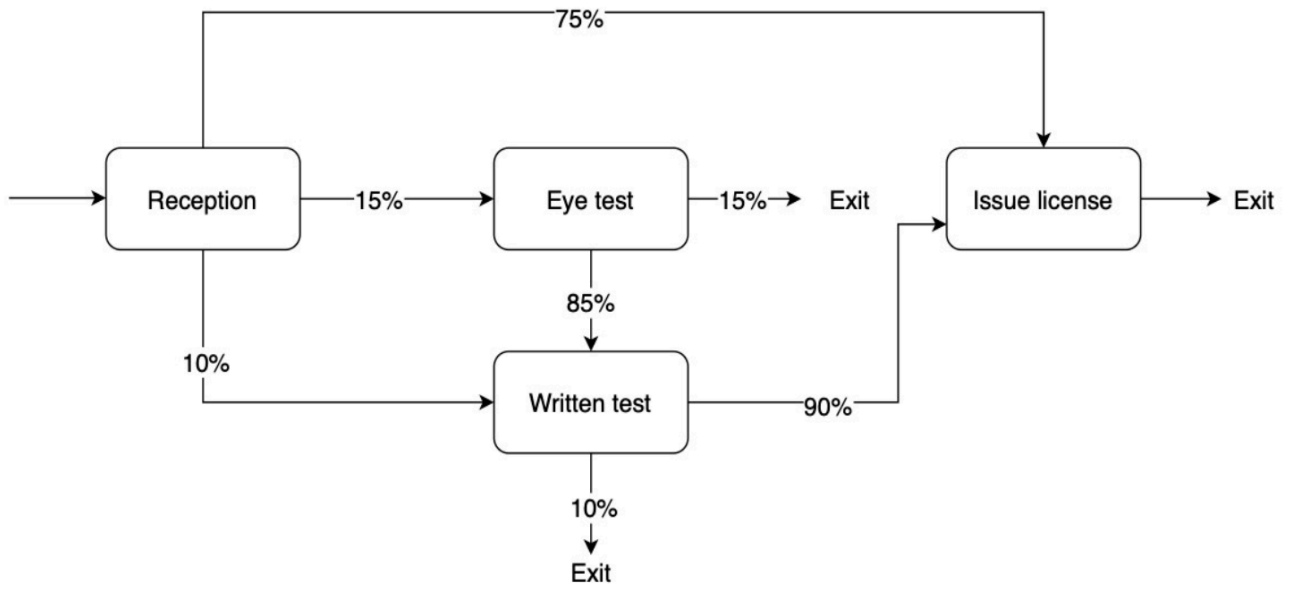 75%
Reception
15%
Eye test
15%
Exit
Issue license
Exit
85%
10%
Written test
90%
10%
Exit